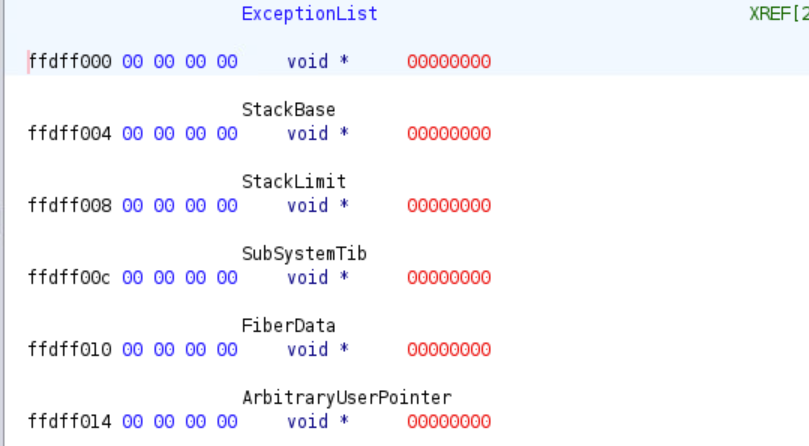 ExceptionList XREF[2
ffdff000 00 00 00 00 void * 00000000
StackBase
ffdff004 00 00 00 00 void * 00000000
StackLimit
ffdff008 00 00 00 00 void * 00000000
SubSystemTib
ffdff00c 00 00 00 00 void * 00000000
FiberData
ffdff010 00 00 00 00 void * 00000000
ArbitraryUserPointer
ffdff014 00 00 00 00 void * 00000000